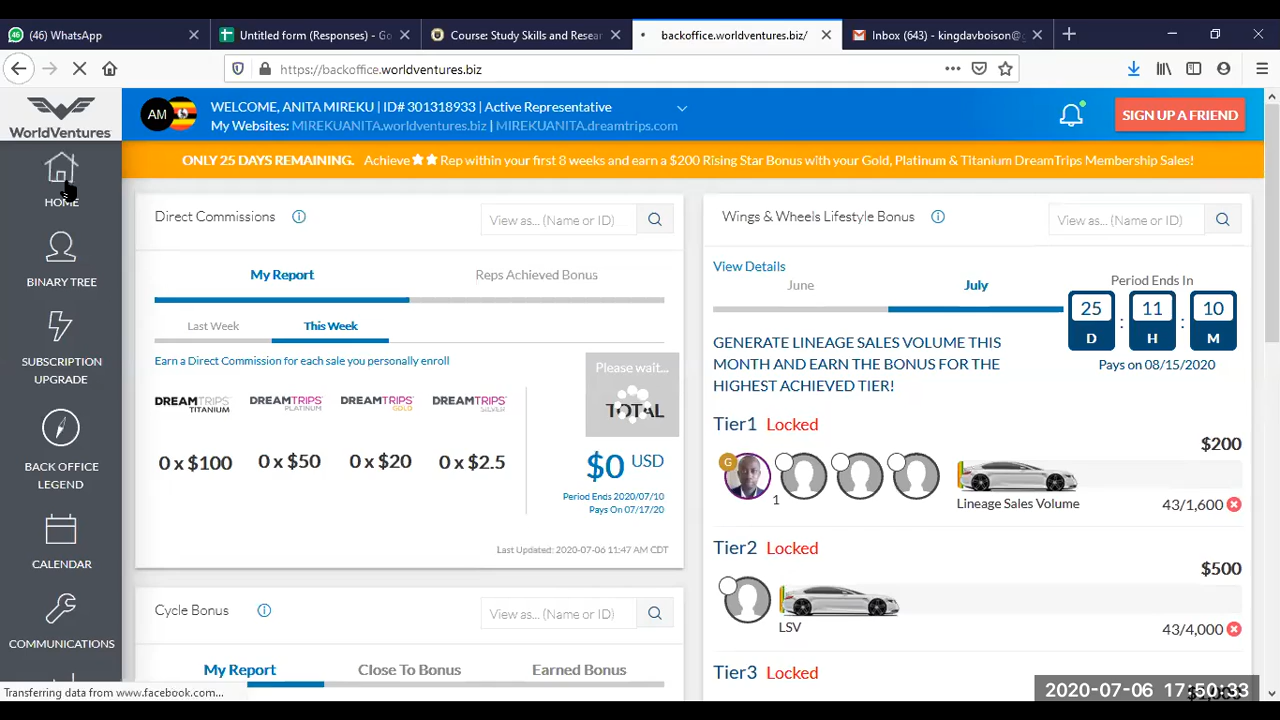 (46) WhatsApp
Untitled form (Responses) - Go
Course: Study Skills and Resear
backoffice.worldventures.biz/
Inbox (643) - kingdavboison@g
https://backoffice.worldventures.biz
WorldVentures
HOME
BINARY TREE
SUBSCRIPTION
UPGRADE
BACK OFFICE
LEGEND
CALENDAR
COMMUNICATIONS
AM
WELCOME, ANITA MIREKU | ID# 301318933 | Active Representative
My Websites: MIREKUANITA.worldventures.biz | MIREKUANITA.dreamtrips.com
SIGN UP A FRIEND
ONLY 25 DAYS REMAINING. Achieve ★★ Rep within your first 8 weeks and earn a $200 Rising Star Bonus with your Gold, Platinum & Titanium DreamTrips Membership Sales!
Direct Commissions
View as... (Name or ID)
My Report
Reps Achieved Bonus
Last Week
This Week
Earn a Direct Commission for each sale you personally enroll
DREAMTRIPS TITANIUM
DREAMTRIPS PLATINUM
DREAMTRIPS GOLD
DREAMTRIPS SILVER
0 x $100
0 x $50
0 x $20
0 x $2.5
Please wait...
TOTAL
$0 USD
Period Ends 2020/07/10
Pays On 07/17/20
Last Updated: 2020-07-06 11:47 AM CDT
Cycle Bonus
View as... (Name or ID)
My Report
Close To Bonus
Earned Bonus
Wings & Wheels Lifestyle Bonus
View as... (Name or ID)
View Details
June
July
Period Ends In
25 : 11 : 10
D H M
Pays on 08/15/2020
GENERATE LINEAGE SALES VOLUME THIS
MONTH AND EARN THE BONUS FOR THE
HIGHEST ACHIEVED TIER!
Tier1 Locked
$200
G
1
Lineage Sales Volume
43/1,600
Tier2 Locked
$500
LSV
43/4,000
Tier3 Locked
Transferring data from www.facebook.com...
2020-07-06 17:50:33